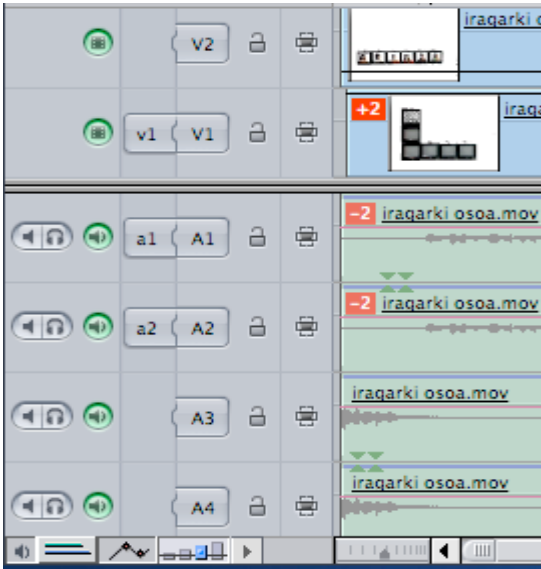 V2 iragarki o
v1 V1 +2 iraga
a1 A1 -2 iragarki osoa.mov
a2 A2 -2 iragarki osoa.mov
A3 iragarki osoa.mov
A4 iragarki osoa.mov